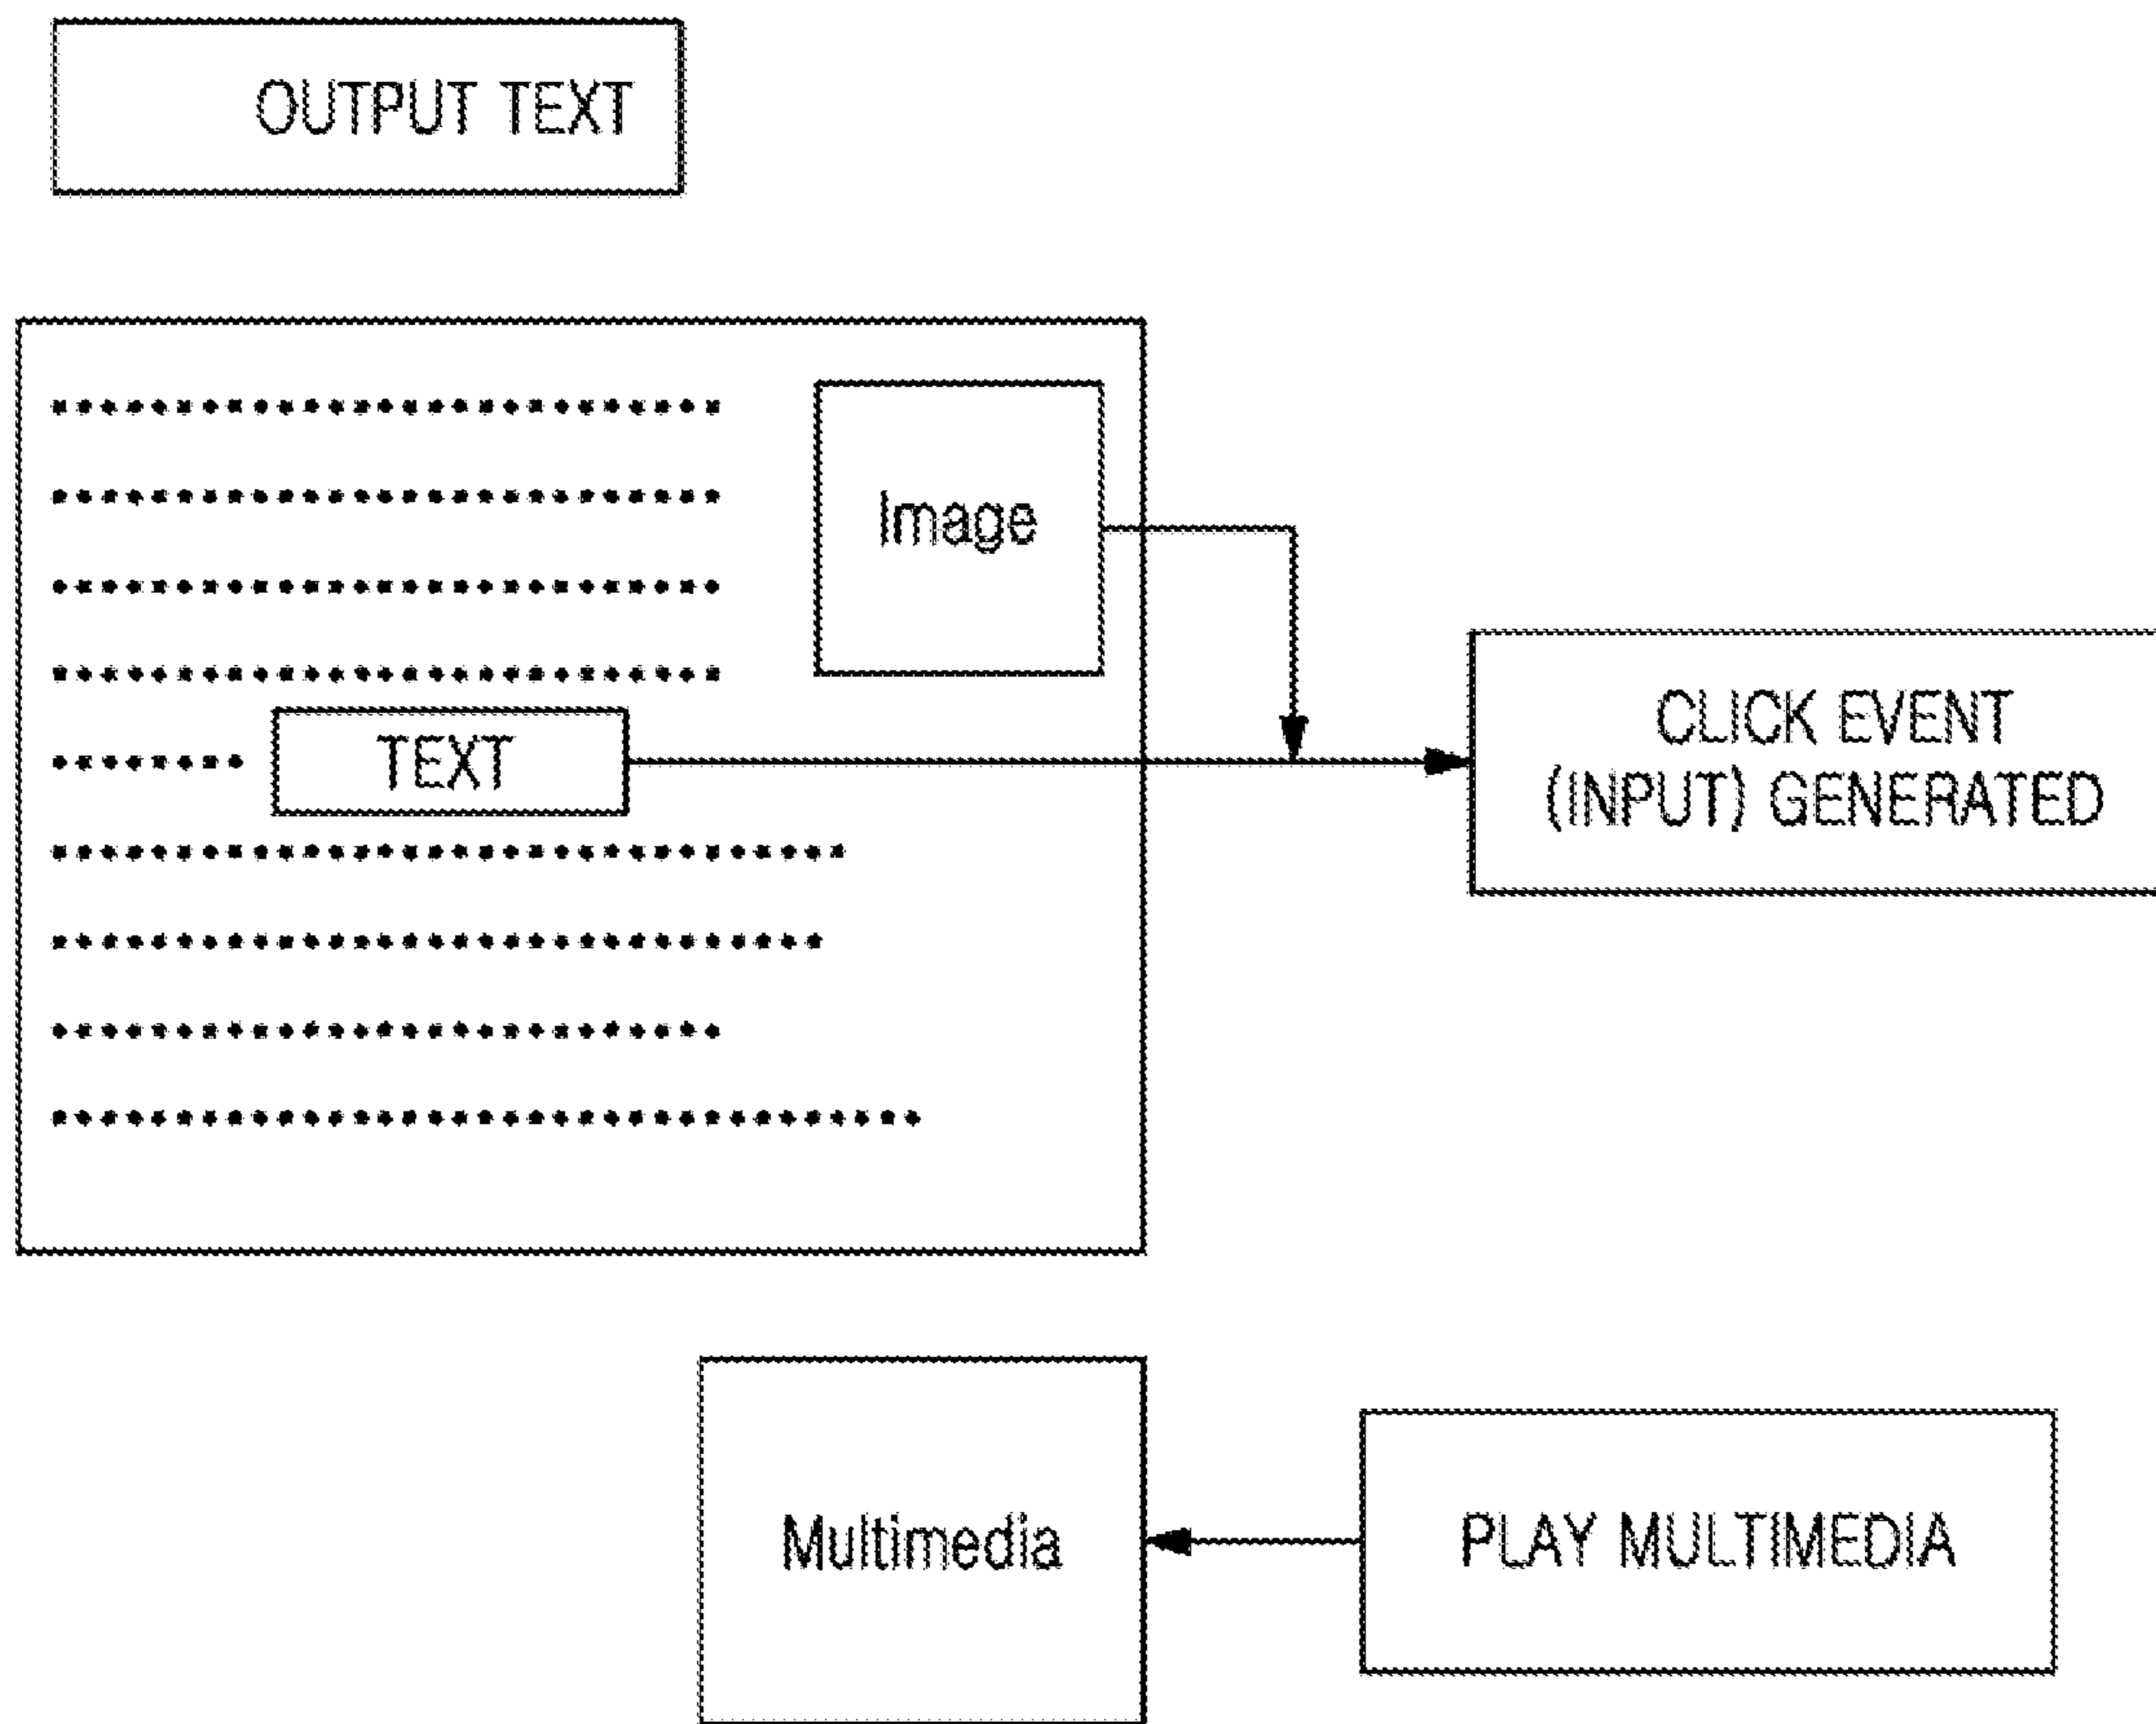 OUTPUT TEXT
Image
TEXT
CLICK EVENT
(INPUT) GENERATED
Multimedia
PLAY MULTIMEDIA